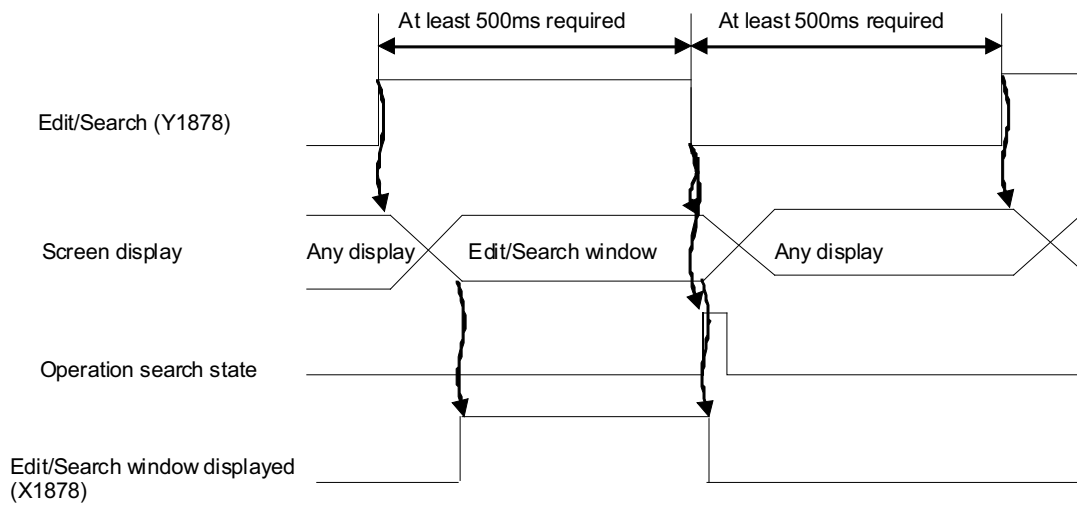 At least 500ms required
At least 500ms required
Edit/Search (Y1878)
Screen display
Any display
Edit/Search window
Any display
Operation search state
Edit/Search window displayed
(X1878)